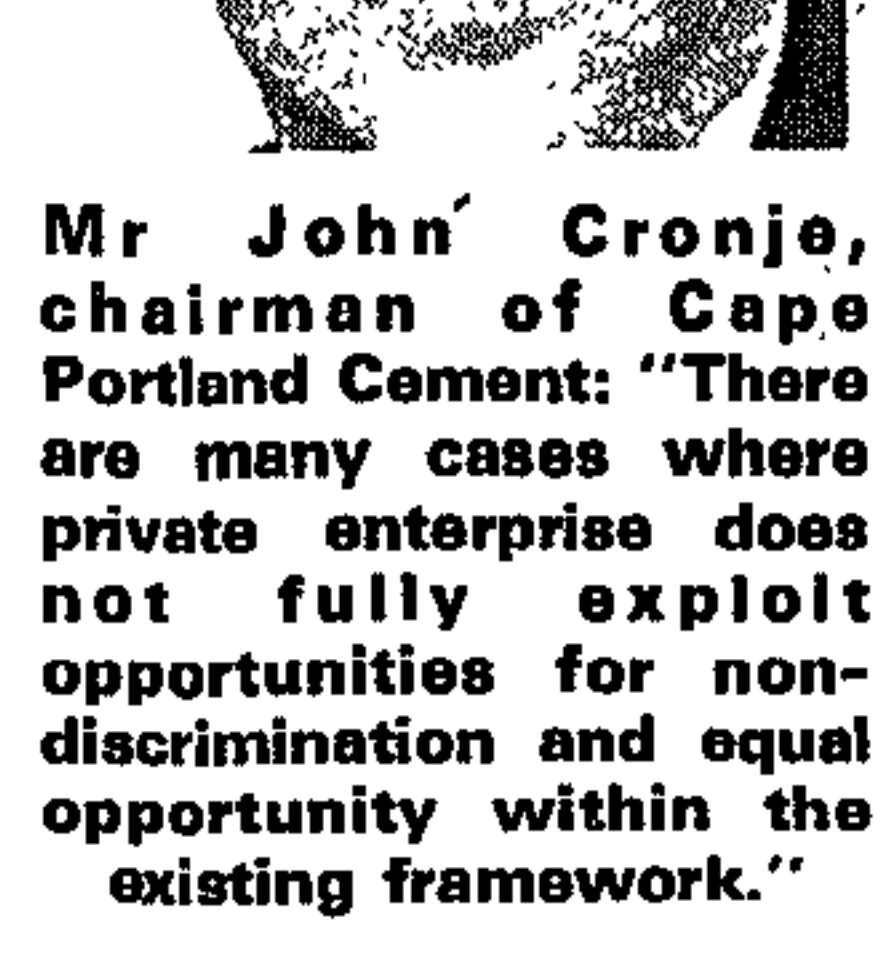 Mr John Cronje,
chairman of Cape
Portland Cement: "There
are many cases where
private enterprise does
not fully exploit
opportunities for non-
discrimination and equal
opportunity within the
existing framework."